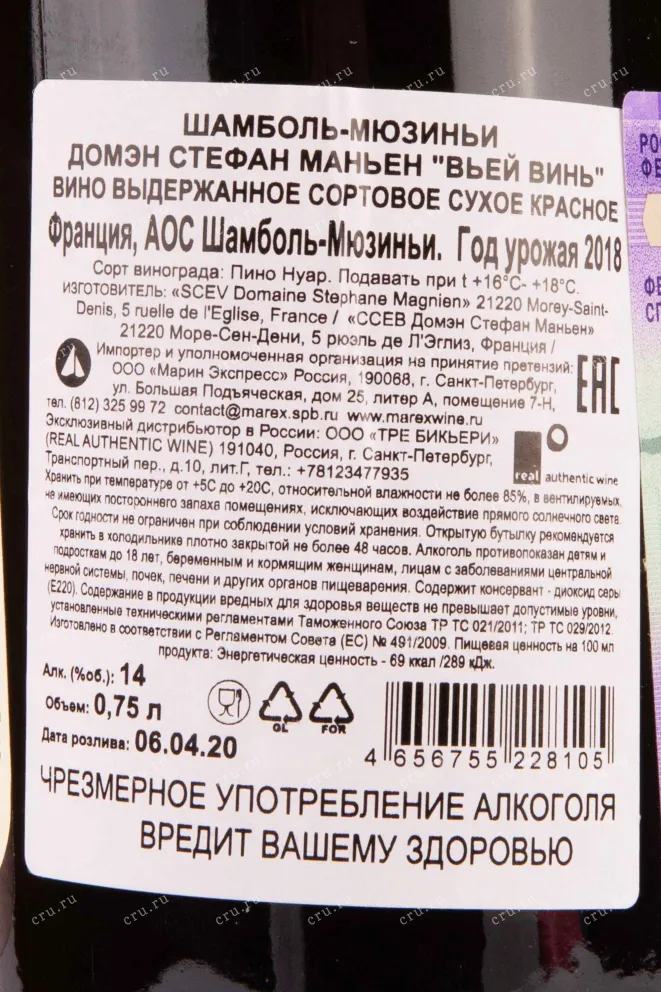 ШАМБОЛЬ-МЮЗИНЬИ
ДОМЭН СТЕФАН МАНЬЕН "ВЬЕЙ ВИНЬ"
ВИНО ВЫДЕРЖАННОЕ СОРТОВОЕ СУХОЕ КРАСНОЕ
Франция, АОС Шамболь-Мюзиньи. Год урожая 2018
Сорт винограда: Пино Нуар. Подавать при t +16°C- +18°C.
ИЗГОТОВИТЕЛЬ: «SCEV Domaine Stephane Magnien» 21220 Morey-Saint-
Denis, 5 ruelle de l'Eglise, France / «ССЕВ Домэн Стефан Маньен»
21220 Море-Сен-Дени, 5 рюэль де Л'Эглиз, Франция /
Импортер и уполномоченная организация на принятие претензий:
ООО «Марин Экспресс» Россия, 190068, г. Санкт-Петербург,
ул. Большая Подъяческая, дом 25, литер А, помещение 7-Н,
тел. (812) 325 99 72 contact@marex.spb.ru www.marexwine.ru
EAC
Эксклюзивный дистрибьютор в России: ООО «ТРЕ БИКЬЕРИ»
(REAL AUTHENTIC WINE) 191040, Россия, г. Санкт-Петербург,
Транспортный пер., д.10, лит.Г, тел.: +78123477935
real authentic wine
Хранить при температуре от +5С до +20С, относительной влажности не более 85%, в вентилируемых,
не имеющих постороннего запаха помещениях, исключающих воздействие прямого солнечного света.
Срок годности не ограничен при соблюдении условий хранения. Открытую бутылку рекомендуется
хранить в холодильнике плотно закрытой не более 48 часов. Алкоголь противопоказан детям и
подросткам до 18 лет, беременным и кормящим женщинам, лицам с заболеваниями центральной
нервной системы, почек, печени и других органов пищеварения. Содержит консервант - диоксид серы
(Е220). Содержание в продукции вредных для здоровья веществ не превышает допустимые уровни,
установленные техническими регламентами Таможенного Союза ТР ТС 021/2011; ТР ТС 029/2012.
Изготовлено в соответствии с Регламентом Совета (ЕС) № 491/2009. Пищевая ценность на 100 мл
продукта: Энергетическая ценность - 69 ккал /289 кДж.
Алк. (%об.): 14
Объем: 0,75 л
Дата розлива: 06.04.20
GL
FOR
4 656755 228105
ЧРЕЗМЕРНОЕ УПОТРЕБЛЕНИЕ АЛКОГОЛЯ
ВРЕДИТ ВАШЕМУ ЗДОРОВЬЮ
РО
ФЕ
ФЕ
СП
cru.ru